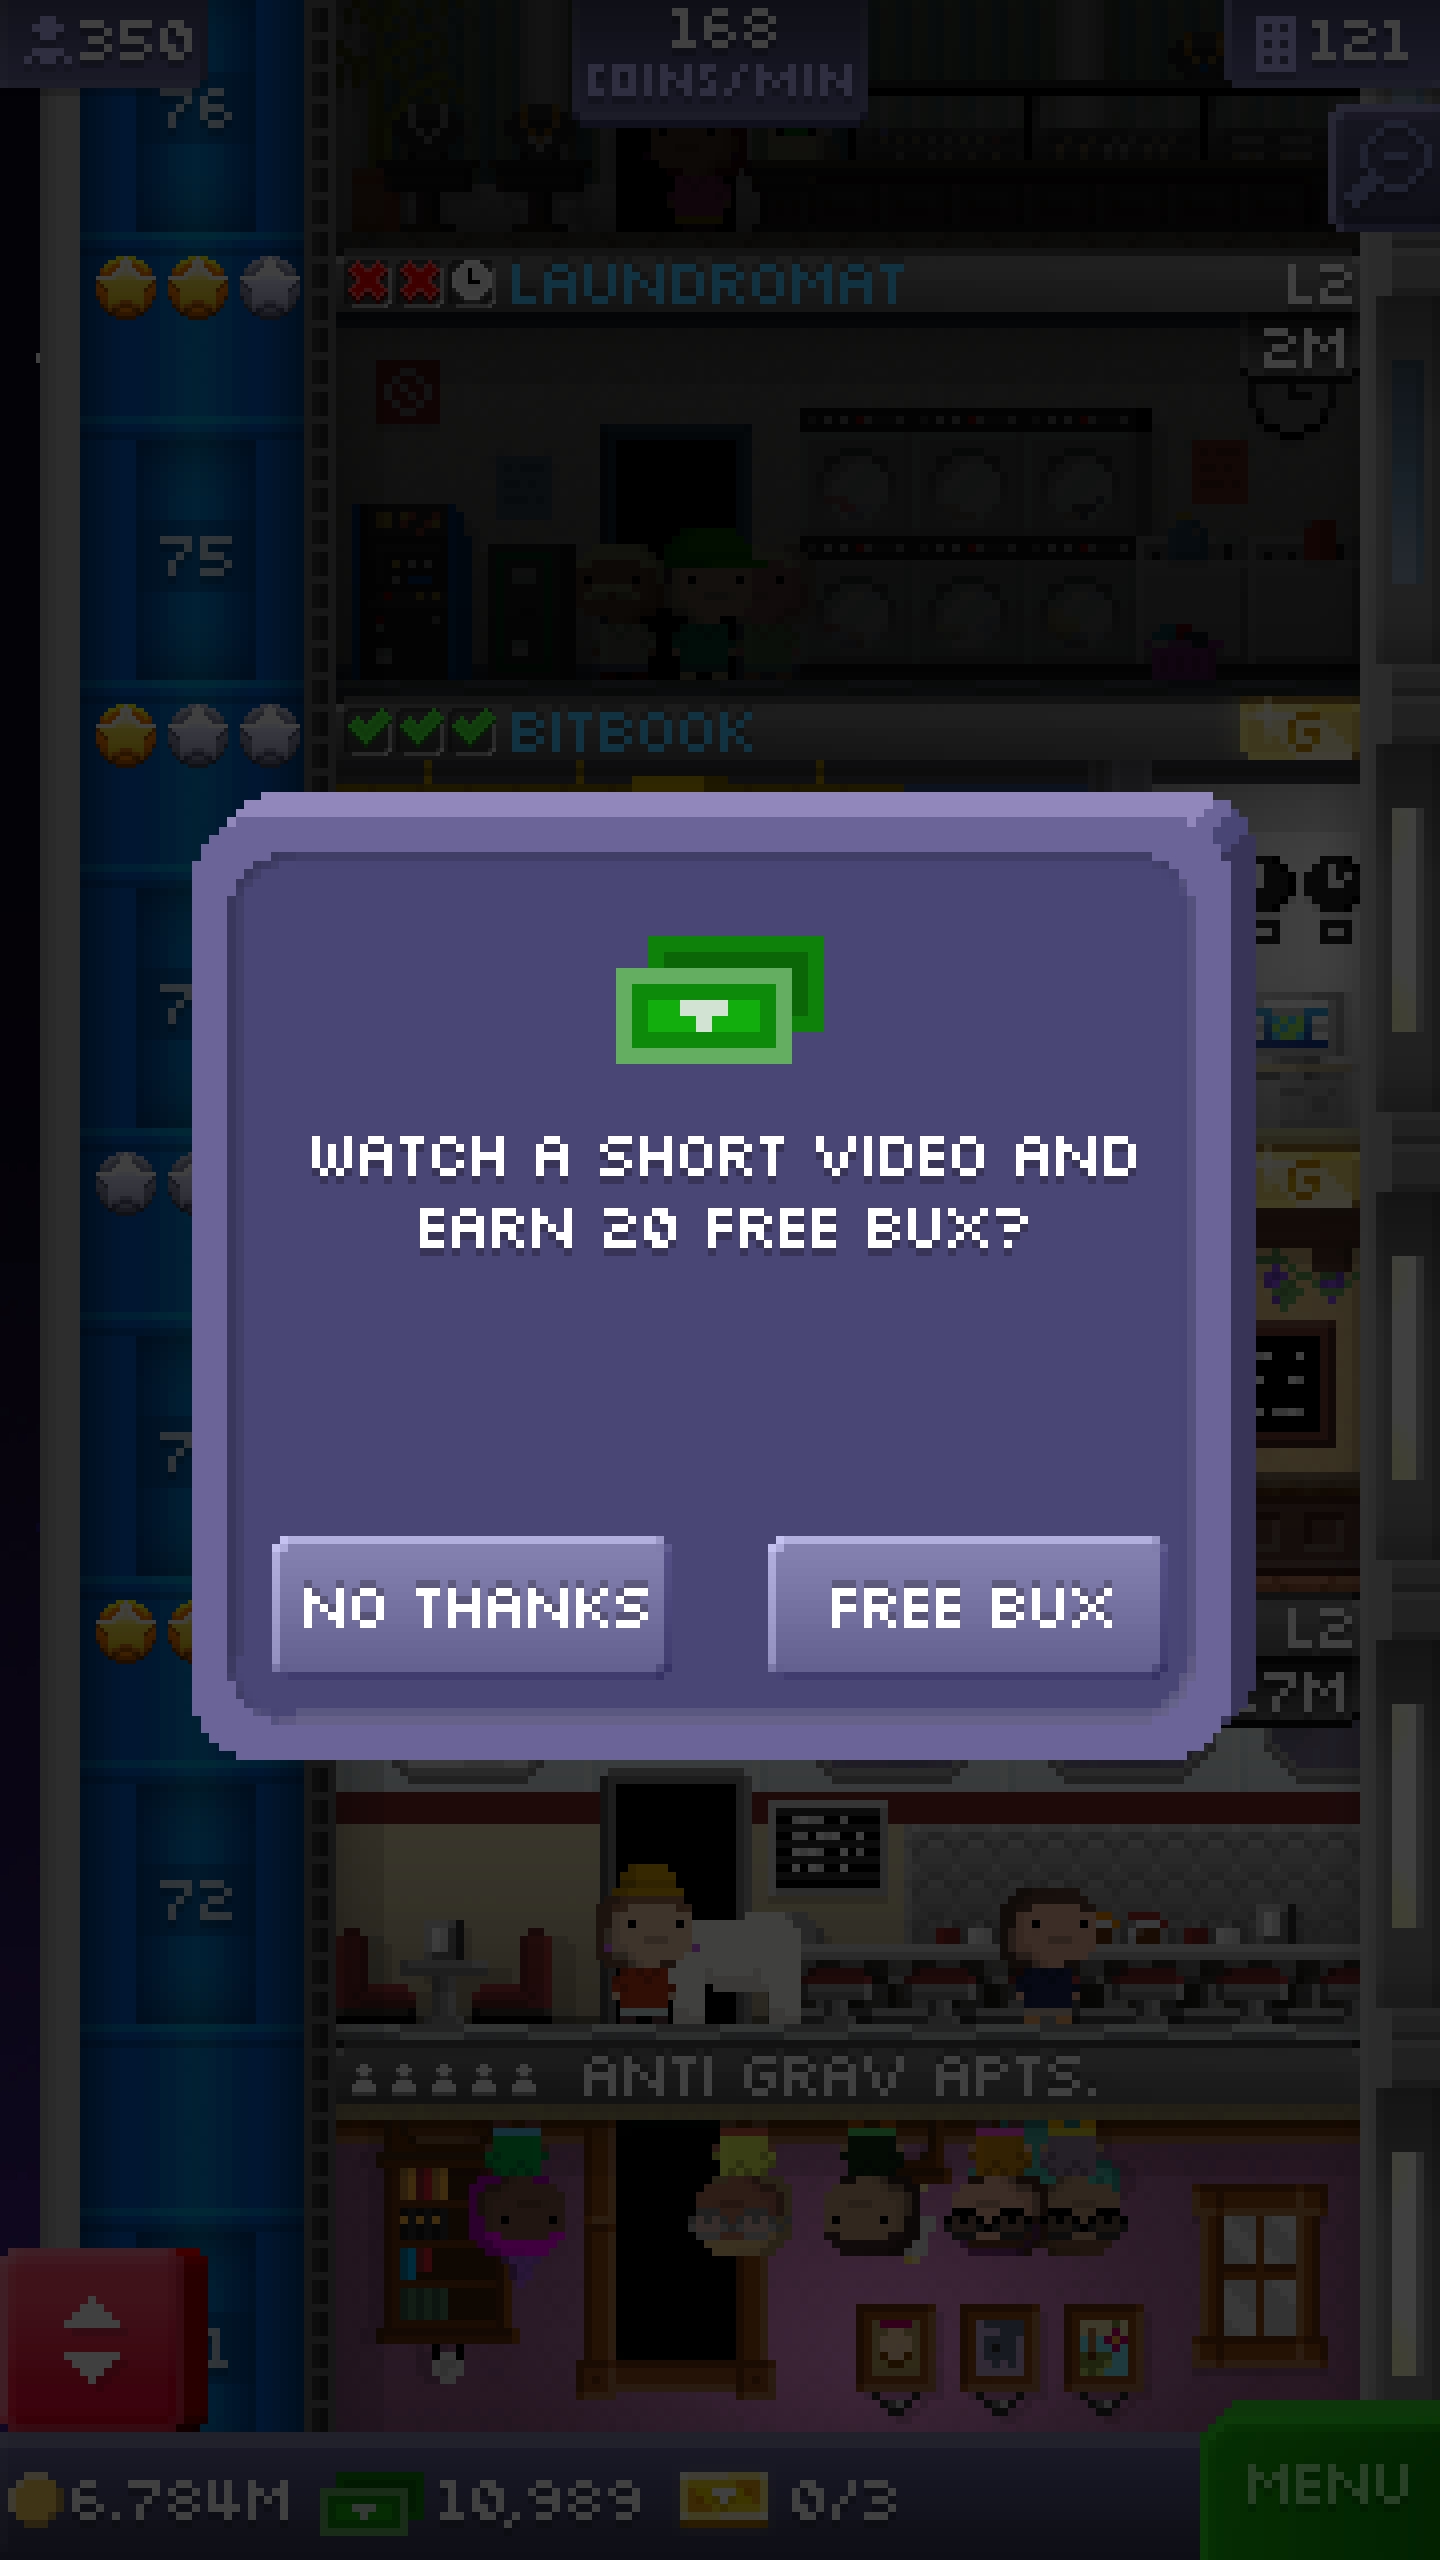 350
168
COINS/MIN
121
76
LAUNDROMAT
L2
2M
75
BITBOOK
G
WATCH A SHORT VIDEO AND
EARN 20 FREE BUX?
G
NO THANKS
FREE BUX
L2
7M
72
ANTI GRAV APTS.
6.784M
10,989
0/3
MENU